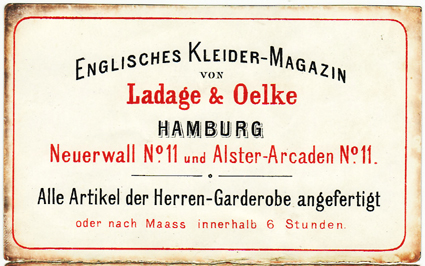 ENGLISCHES KLEIDER-MAGAZIN
VON
Ladage & Oelke
HAMBURG
Neuerwall No. 11 und Alster-Arcaden No. 11.
Alle Artikel der Herren-Garderobe angefertigt
oder nach Maass innerhalb 6 Stunden.